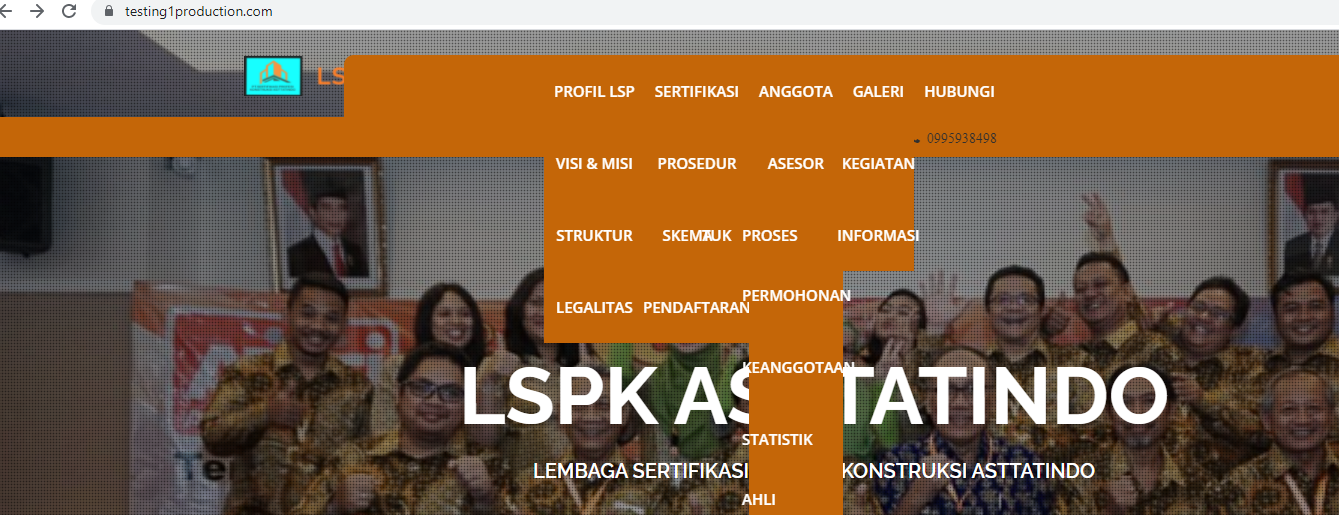 testing1production.com
LS
PROFIL LSP SERTIFIKASI ANGGOTA GALERI HUBUNGI
0995938498
VISI & MISI PROSEDUR ASESOR KEGIATAN
STRUKTUR SKEMA TUK PROSES INFORMASI
PERMOHONAN
LEGALITAS PENDAFTARAN
KEANGGOTAAN
LSPK AS TATINDO
STATISTIK
LEMBAGA SERTIFIKASI KONSTRUKSI ASTTATINDO
AHLI